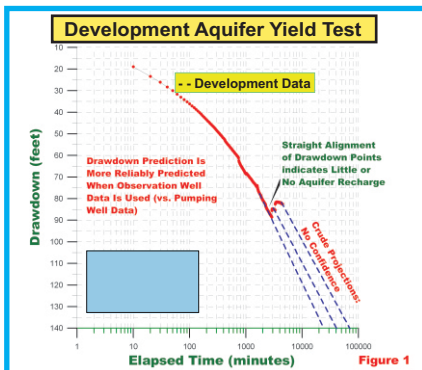 Development Aquifer Yield Test
10
20
30
40
50
60
70
80
90
100
110
120
130
140
Drawdown (feet)
- - Development Data
Straight Alignment
of Drawdown Points
indicates Little or
No Aquifer Recharge
Drawdown Prediction Is
More Reliably Predicted
When Observation Well
Data Is Used (vs. Pumping
Well Data)
Crude Projections:
No Confidence
1
10
100
1000
10000
100000
Elapsed Time (minutes)
Figure 1